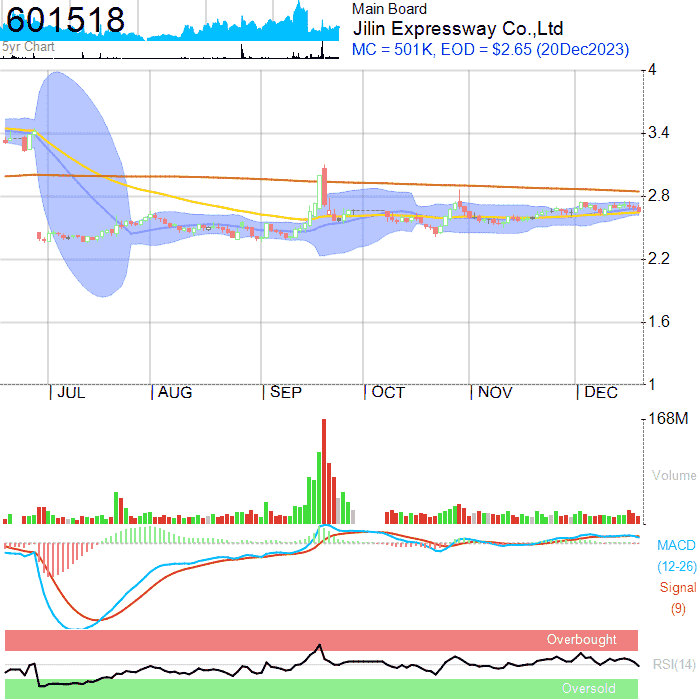 601518
Main Board
Jilin Expressway Co.,Ltd
5yr Chart
MC = 501K, EOD = $2.65 (20Dec2023)
4
3.4
2.8
2.2
1.6
1
JUL
AUG
SEP
OCT
NOV
DEC
168M
Volume
MACD
(12-26)
Signal
(9)
Overbought
RSI(14)
Oversold